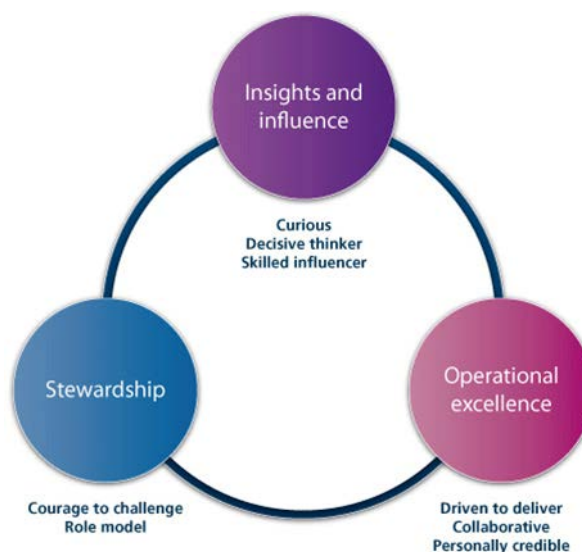 Insights and
influence
Curious
Decisive thinker
Skilled influencer
Stewardship
Courage to challenge
Role model
Operational
excellence
Driven to deliver
Collaborative
Personally credible